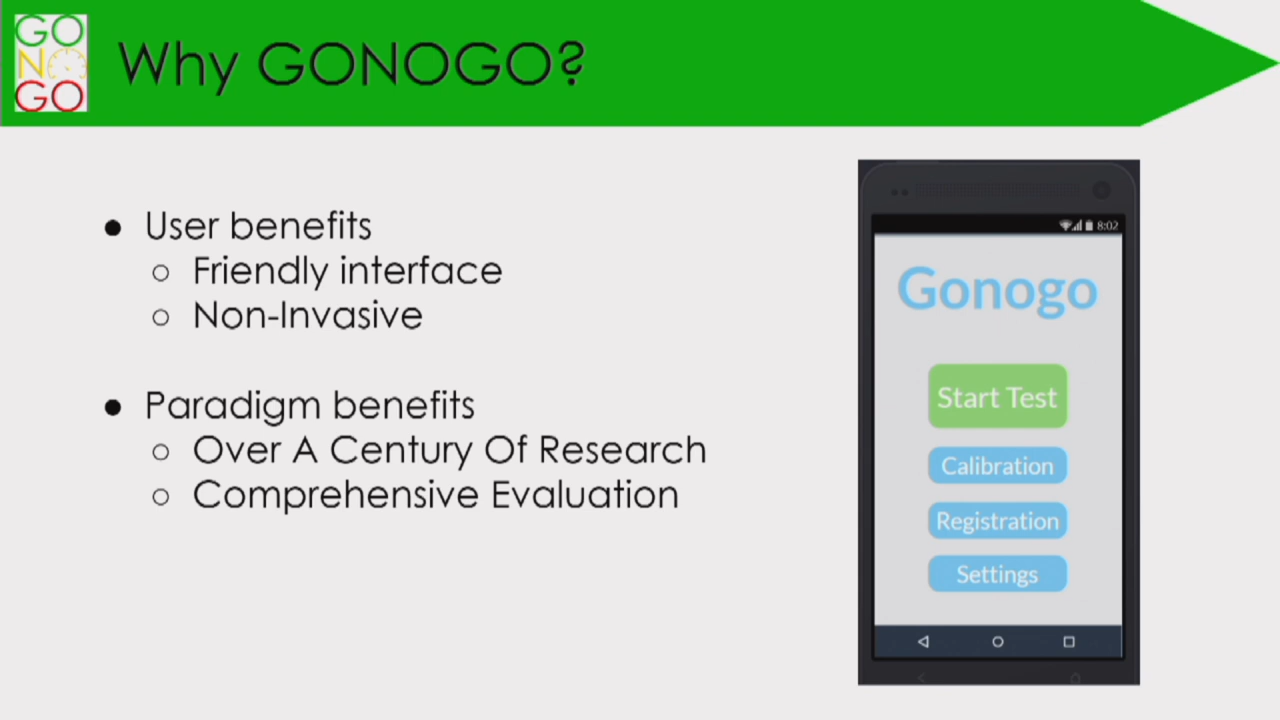 GO
NO
GO
Why GONOGO?
● User benefits
○ Friendly interface
○ Non-Invasive
● Paradigm benefits
○ Over A Century Of Research
○ Comprehensive Evaluation
8:02
Gonogo
Start Test
Calibration
Registration
Settings